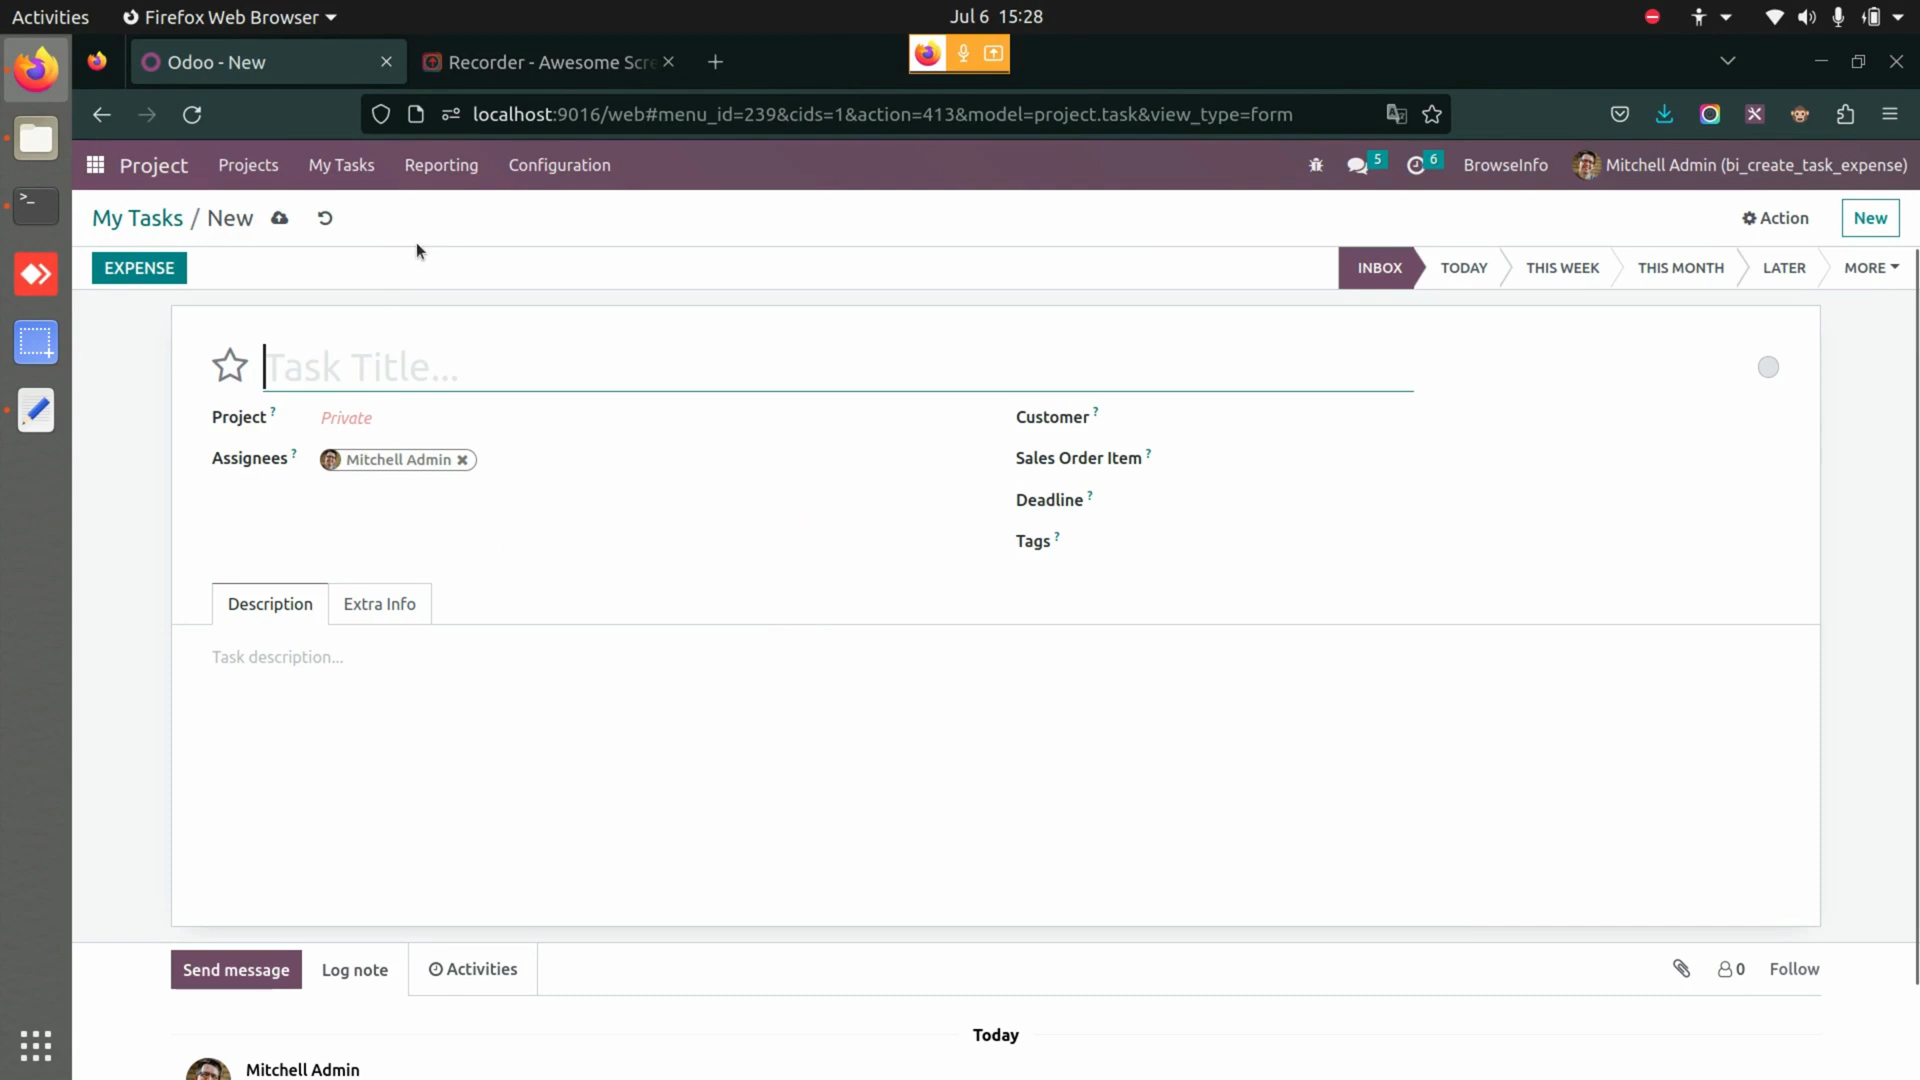 Activities Firefox Web Browser Jul 6 15:28
Odoo - New Recorder - Awesome Scre
localhost:9016/web#menu_id=239&cids=1&action=413&model=project.task&view_type=form
Project Projects My Tasks Reporting Configuration 5 6 BrowseInfo Mitchell Admin (bi_create_task_expense)
My Tasks / New Action New
EXPENSE INBOX TODAY THIS WEEK THIS MONTH LATER MORE
Task Title...
Project ? Private Customer ?
Assignees ? Mitchell Admin Sales Order Item ?
Deadline ?
Tags ?
Description Extra Info
Task description...
Send message Log note Activities 0 Follow
Today
Mitchell Admin